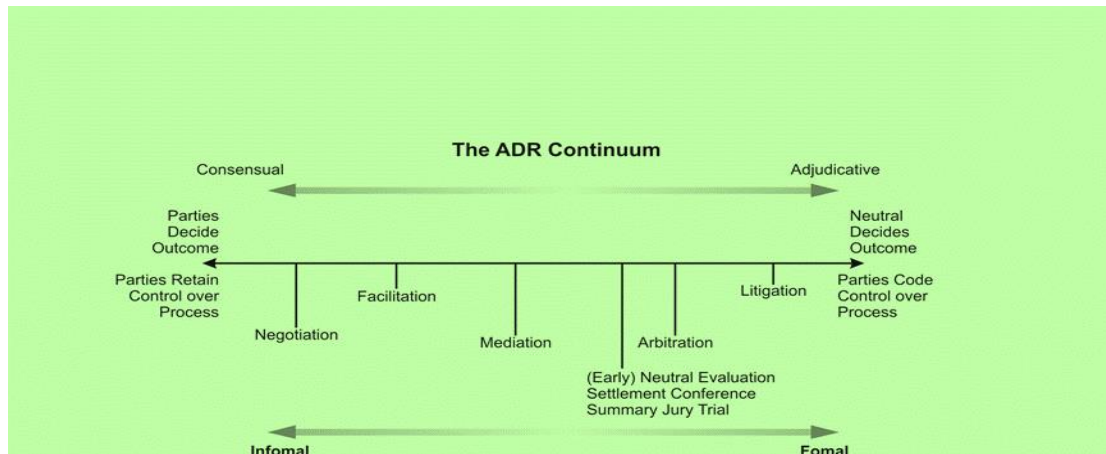 The ADR Continuum
Consensual
Adjudicative
Parties
Decide
Outcome
Neutral
Decides
Outcome
Parties Retain
Control over
Process
Parties Code
Control over
Process
Negotiation
Facilitation
Mediation
(Early) Neutral Evaluation
Settlement Conference
Summary Jury Trial
Arbitration
Litigation
Infomal
Fomal